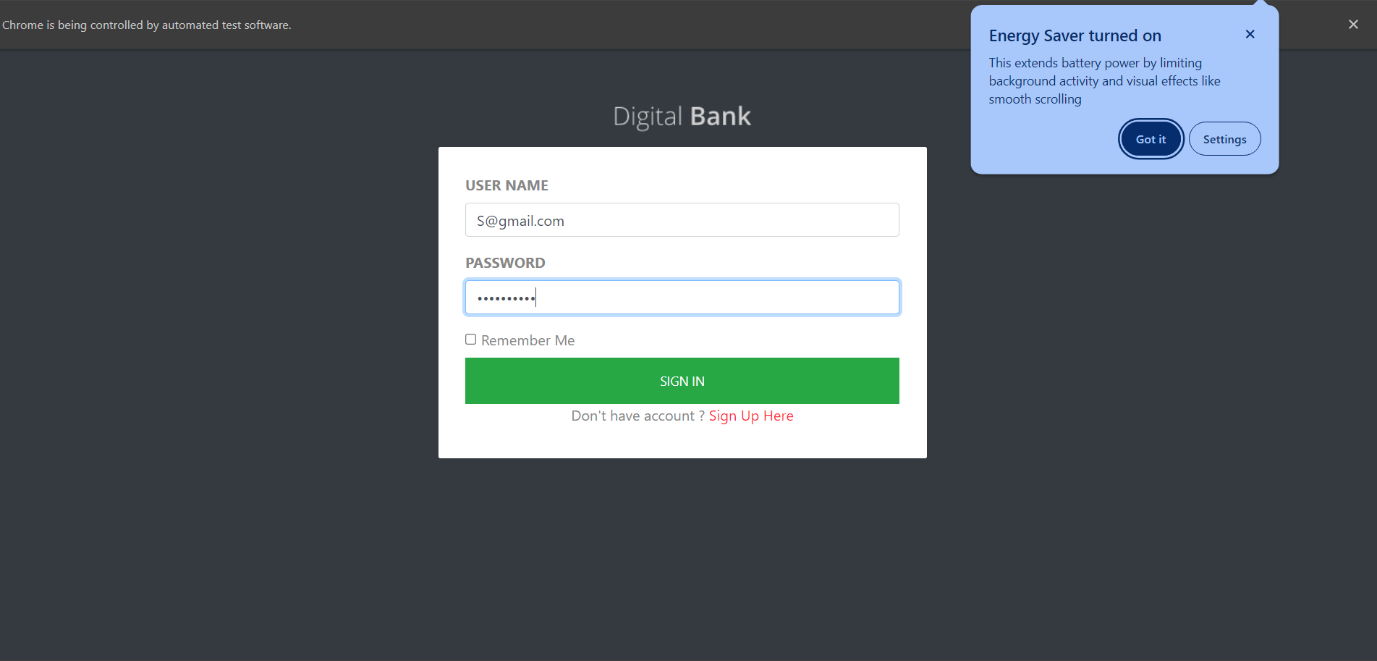 Chrome is being controlled by automated test software.
Energy Saver turned on
This extends battery power by limiting
background activity and visual effects like
smooth scrolling
Got it
Settings
Digital Bank
USER NAME
S@gmail.com
PASSWORD
••••••••••
Remember Me
SIGN IN
Don't have account ? Sign Up Here